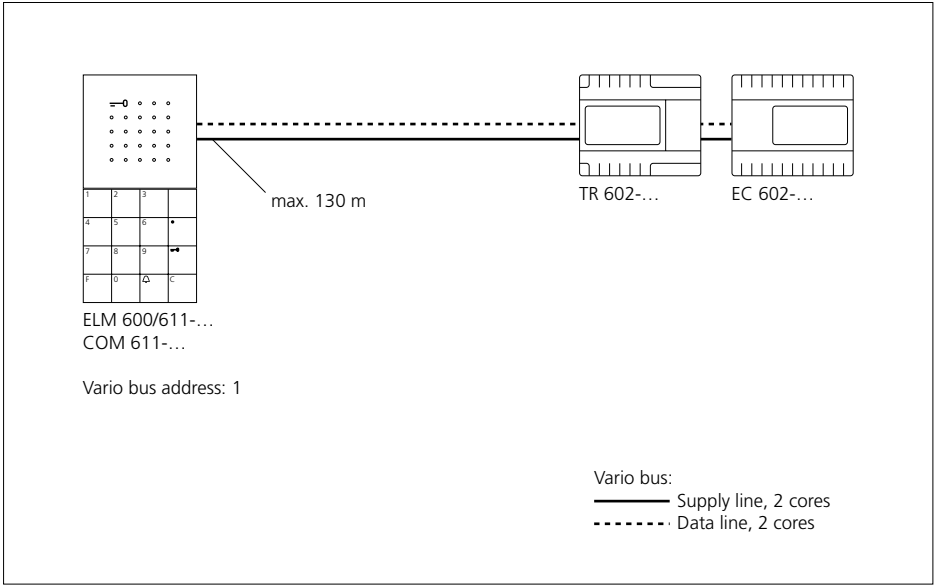 max. 130 m
TR 602-…
EC 602-…
1 2 3
4 5 6
7 8 9
F 0 C
ELM 600/611-…
COM 611-…
Vario bus address: 1
Vario bus:
Supply line, 2 cores
Data line, 2 cores